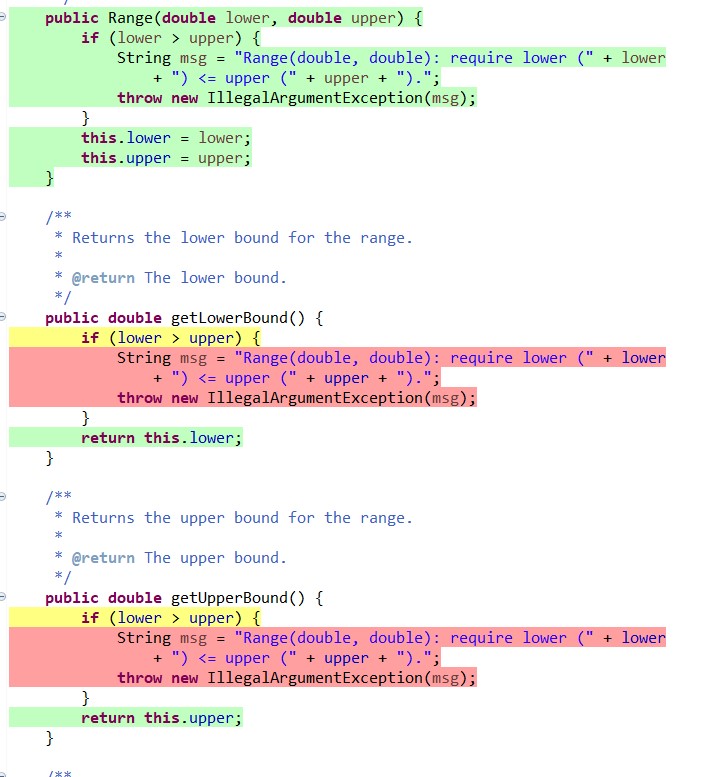 public Range(double lower, double upper) {
if (lower > upper) {
String msg = "Range(double, double): require lower (" + lower
+ ") <= upper (" + upper + ").";
throw new IllegalArgumentException(msg);
}
this.lower = lower;
this.upper = upper;
}
/**
* Returns the lower bound for the range.
*
* @return The lower bound.
*/
public double getLowerBound() {
if (lower > upper) {
String msg = "Range(double, double): require lower (" + lower
+ ") <= upper (" + upper + ").";
throw new IllegalArgumentException(msg);
}
return this.lower;
}
/**
* Returns the upper bound for the range.
*
* @return The upper bound.
*/
public double getUpperBound() {
if (lower > upper) {
String msg = "Range(double, double): require lower (" + lower
+ ") <= upper (" + upper + ").";
throw new IllegalArgumentException(msg);
}
return this.upper;
}
/**